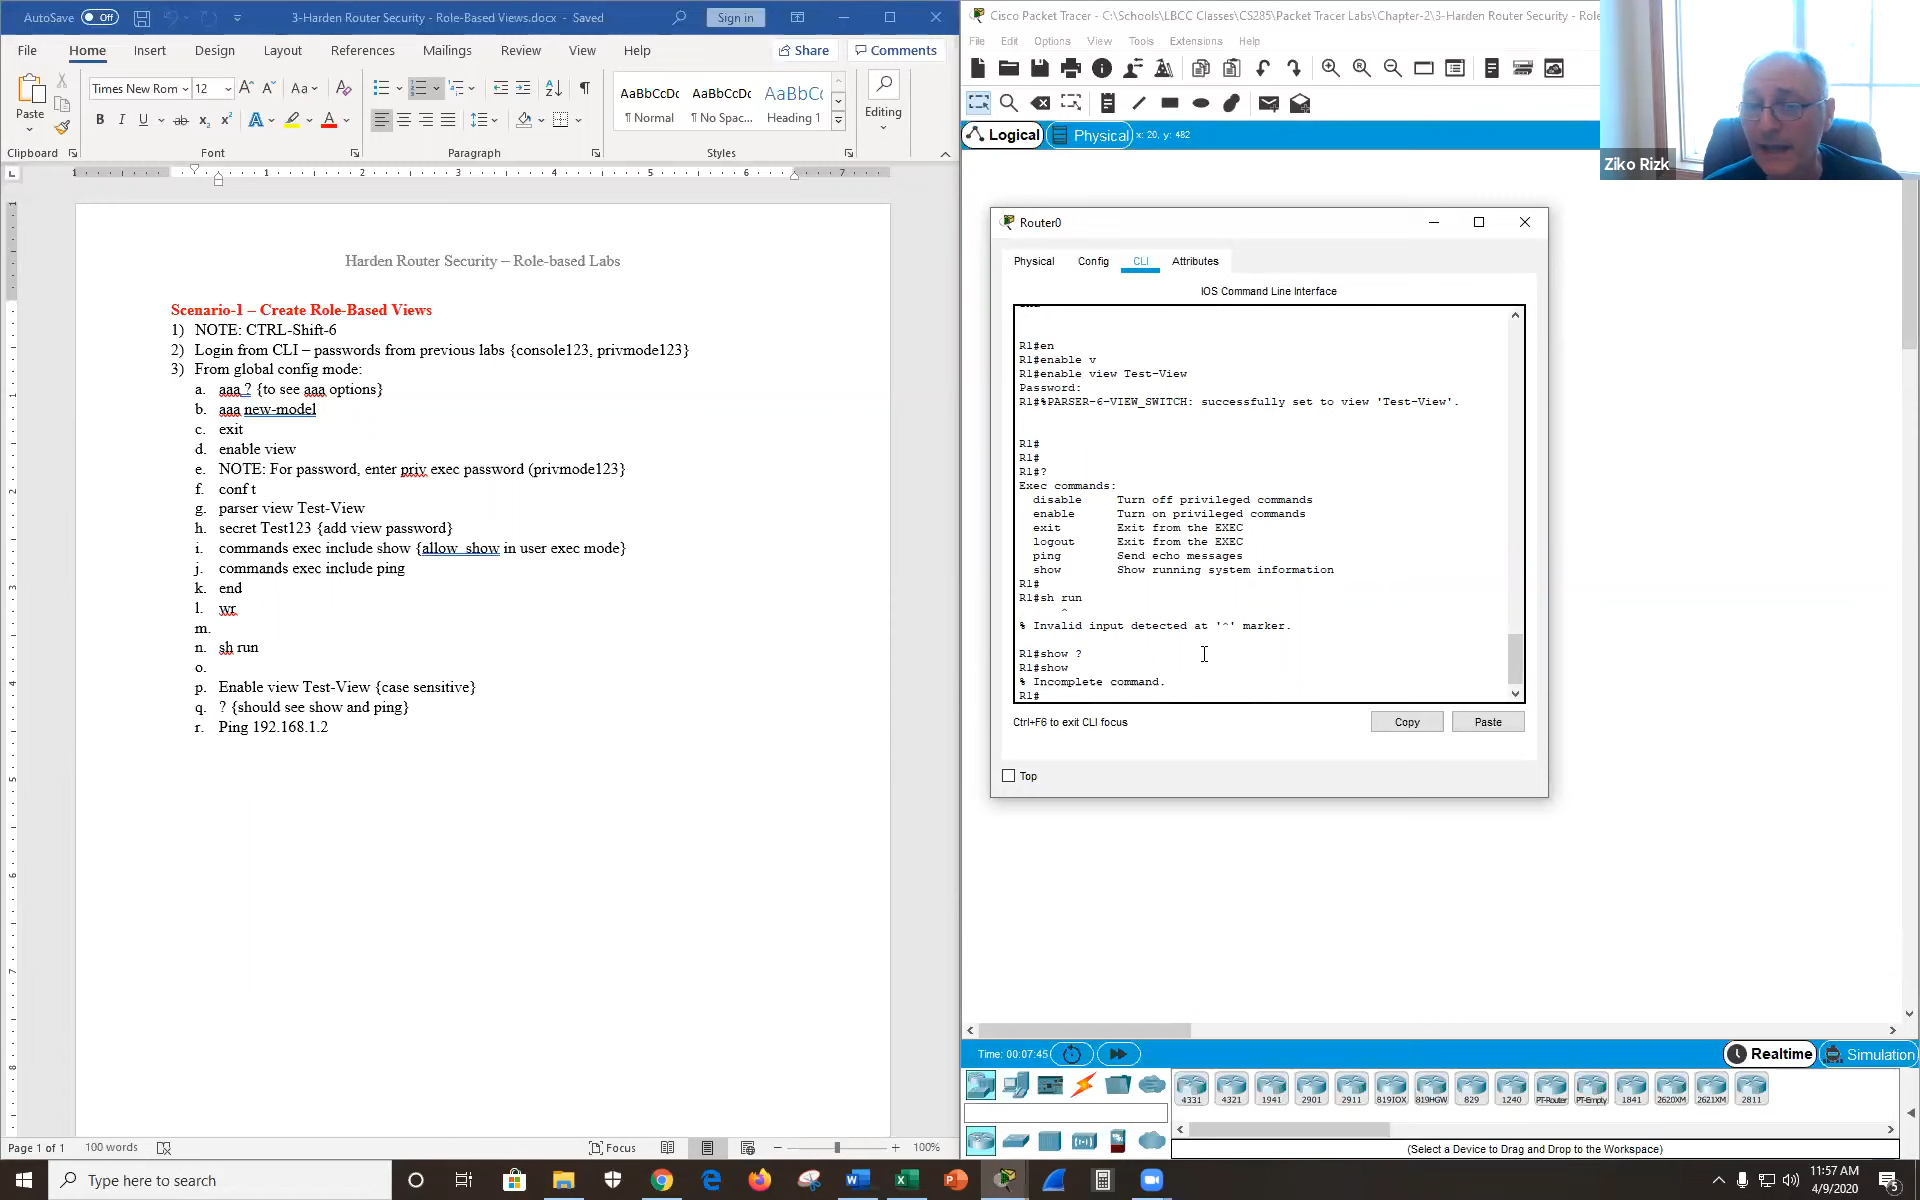 AutoSave Off
3-Harden Router Security - Role-Based Views.docx - Saved
Sign in
File Home Insert Design Layout References Mailings Review View Help
Share Comments
Times New Rom 12
Paste
AaBbCcDc AaBbCcDc AaBbCc
¶ Normal ¶ No Spac... Heading 1
Editing
Clipboard Font Paragraph Styles
Harden Router Security – Role-based Labs
Scenario-1 – Create Role-Based Views
1) NOTE: CTRL-Shift-6
2) Login from CLI – passwords from previous labs {console123, privmode123}
3) From global config mode:
a. aaa ? {to see aaa options}
b. aaa new-model
c. exit
d. enable view
e. NOTE: For password, enter priv exec password (privmode123}
f. conf t
g. parser view Test-View
h. secret Test123 {add view password}
i. commands exec include show {allow show in user exec mode}
j. commands exec include ping
k. end
l. wr
m.
n. sh run
o.
p. Enable view Test-View {case sensitive}
q. ? {should see show and ping}
r. Ping 192.168.1.2
Page 1 of 1 100 words
Focus
100%
Cisco Packet Tracer - C:\Schools\LBCC Classes\CS285\Packet Tracer Labs\Chapter-2\3-Harden Router Security - Role
File Edit Options View Tools Extensions Help
Logical Physical x: 20, y: 482
Ziko Rizk
Router0
Physical Config CLI Attributes
IOS Command Line Interface
R1#en
R1#enable v
R1#enable view Test-View
Password:
R1#%PARSER-6-VIEW_SWITCH: successfully set to view 'Test-View'.
R1#
R1#
R1#?
Exec commands:
disable Turn off privileged commands
enable Turn on privileged commands
exit Exit from the EXEC
logout Exit from the EXEC
ping Send echo messages
show Show running system information
R1#
R1#sh run
^
% Invalid input detected at '^' marker.
R1#show ?
R1#show
% Incomplete command.
R1#
Ctrl+F6 to exit CLI focus
Copy Paste
Top
Time: 00:07:45
Realtime Simulation
4331 4321 1941 2901 2911 819IOX 819HGW 829 1240 PT-Router PT-Empty 1841 2620XM 2621XM 2811
(Select a Device to Drag and Drop to the Workspace)
Type here to search
11:57 AM
4/9/2020
5